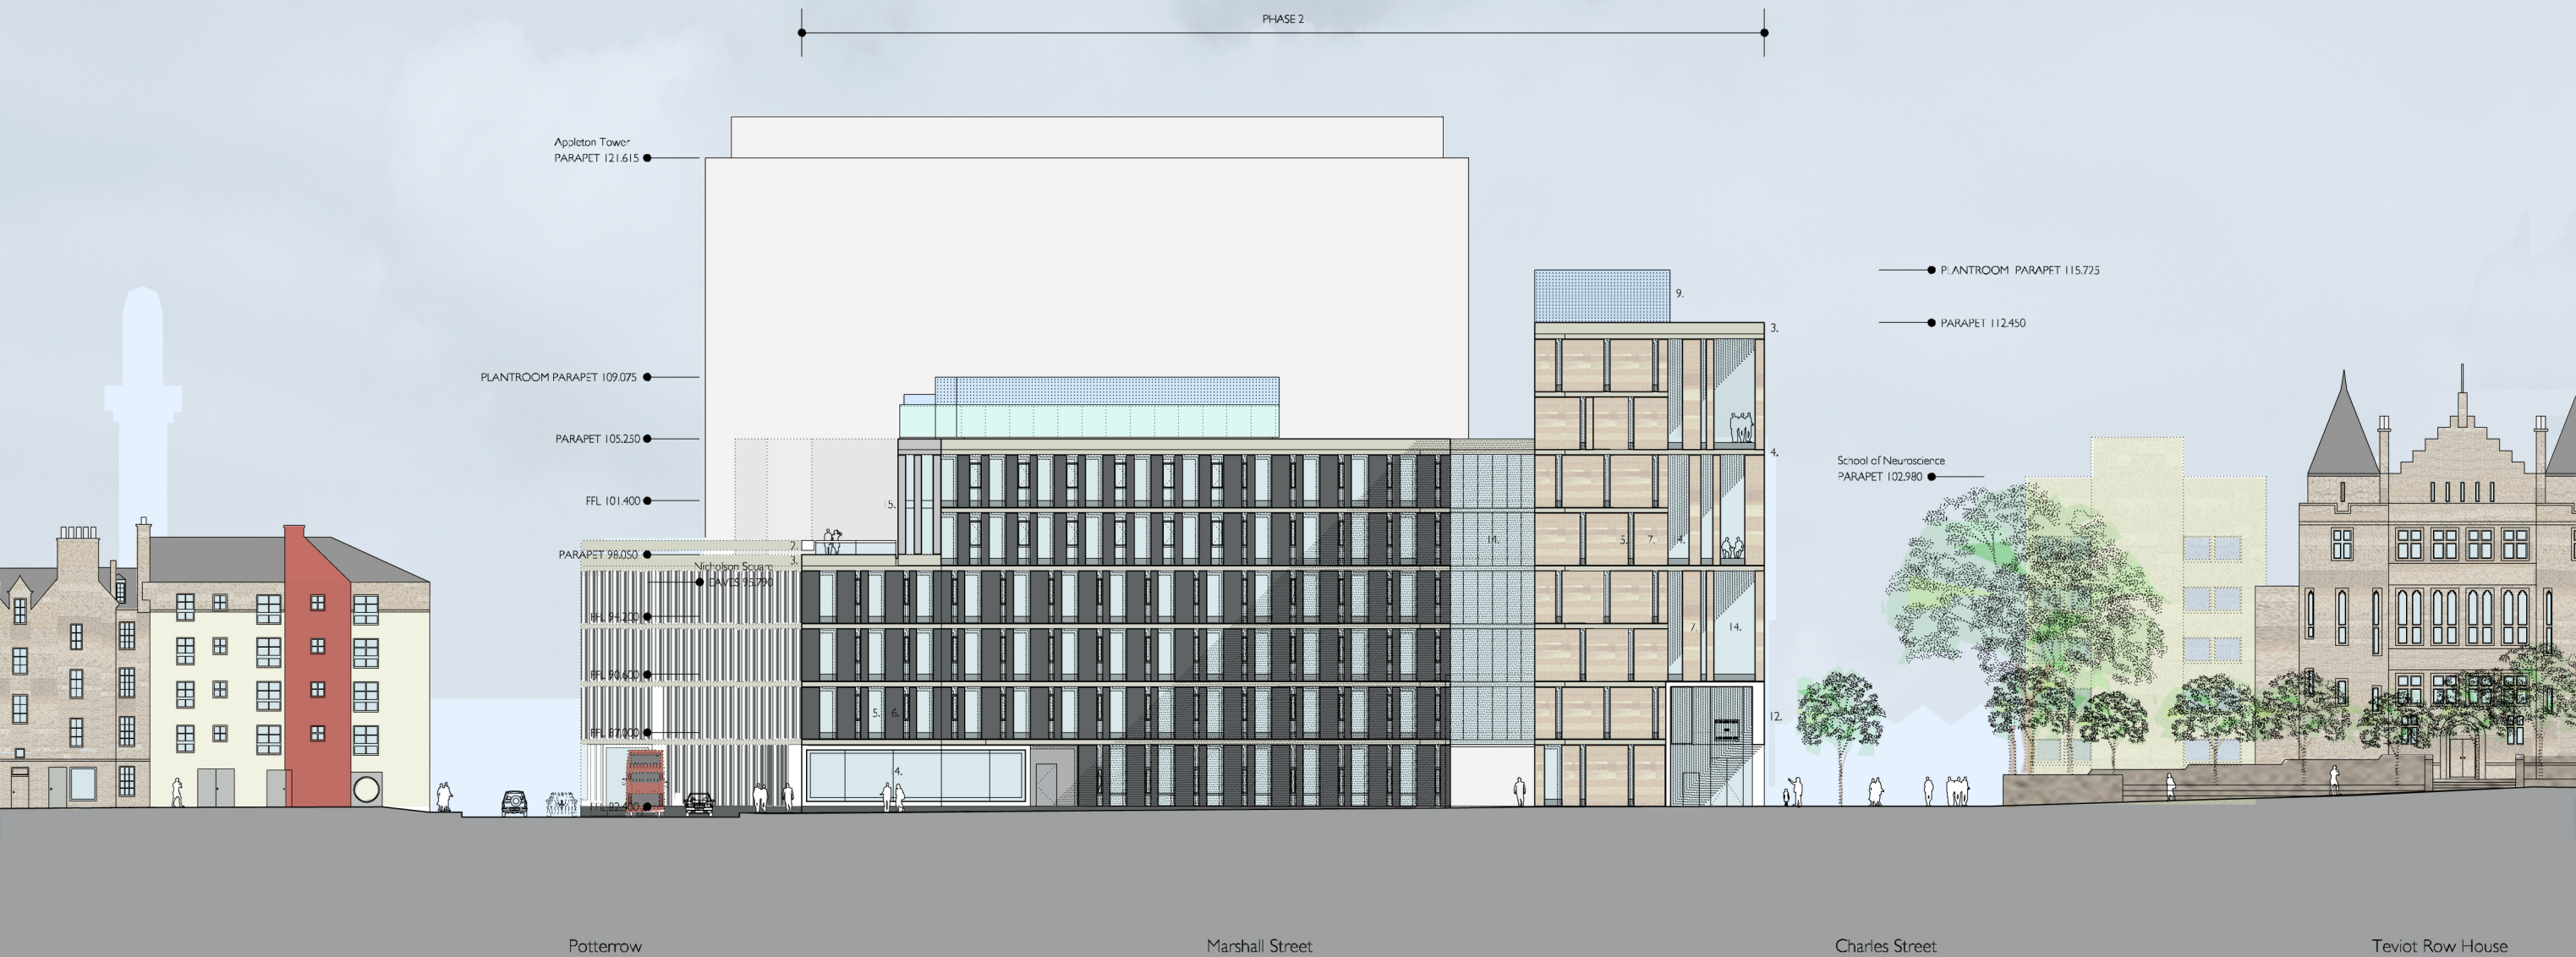 PHASE 2
Appleton Tower
PARAPET 121.615
PLANTROOM PARAPET 115.725
9.
PARAPET 112.450
3.
PLANTROOM PARAPET 109.075
PARAPET 105.250
4.
School of Neuroscience
PARAPET 102.980
FFL 101.400
15.
14.
5.
7.
4.
2.
PARAPET 98.050
3.
Nicholson Square
EAVES 95.790
FFL 94.200
7.
14.
FFL 90.600
5.
6.
12.
FFL 87.000
4.
Potterrow
Marshall Street
Charles Street
Teviot Row House